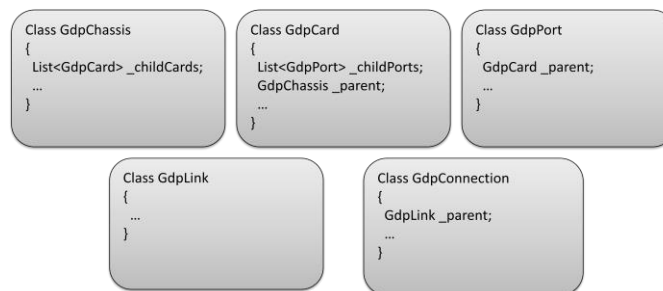 Class GdpChassis
{
List<GdpCard> _childCards;
...
}
Class GdpCard
{
List<GdpPort> _childPorts;
GdpChassis _parent;
...
}
Class GdpPort
{
GdpCard _parent;
...
}
Class GdpLink
{
...
}
Class GdpConnection
{
GdpLink _parent;
...
}